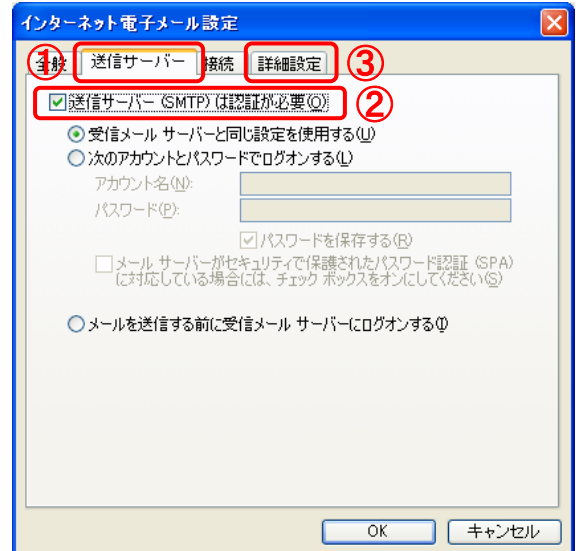 インターネット電子メール設定
① 全般 送信サーバー 接続 詳細設定 ③
送信サーバー (SMTP) は認証が必要(O) ②
受信メール サーバーと同じ設定を使用する(U)
次のアカウントとパスワードでログオンする(L)
アカウント名(N):
パスワード(P):
パスワードを保存する(R)
メール サーバーがセキュリティで保護されたパスワード認証 (SPA)
に対応している場合には、チェック ボックスをオンにしてください(S)
メールを送信する前に受信メール サーバーにログオンする(I)
OK キャンセル